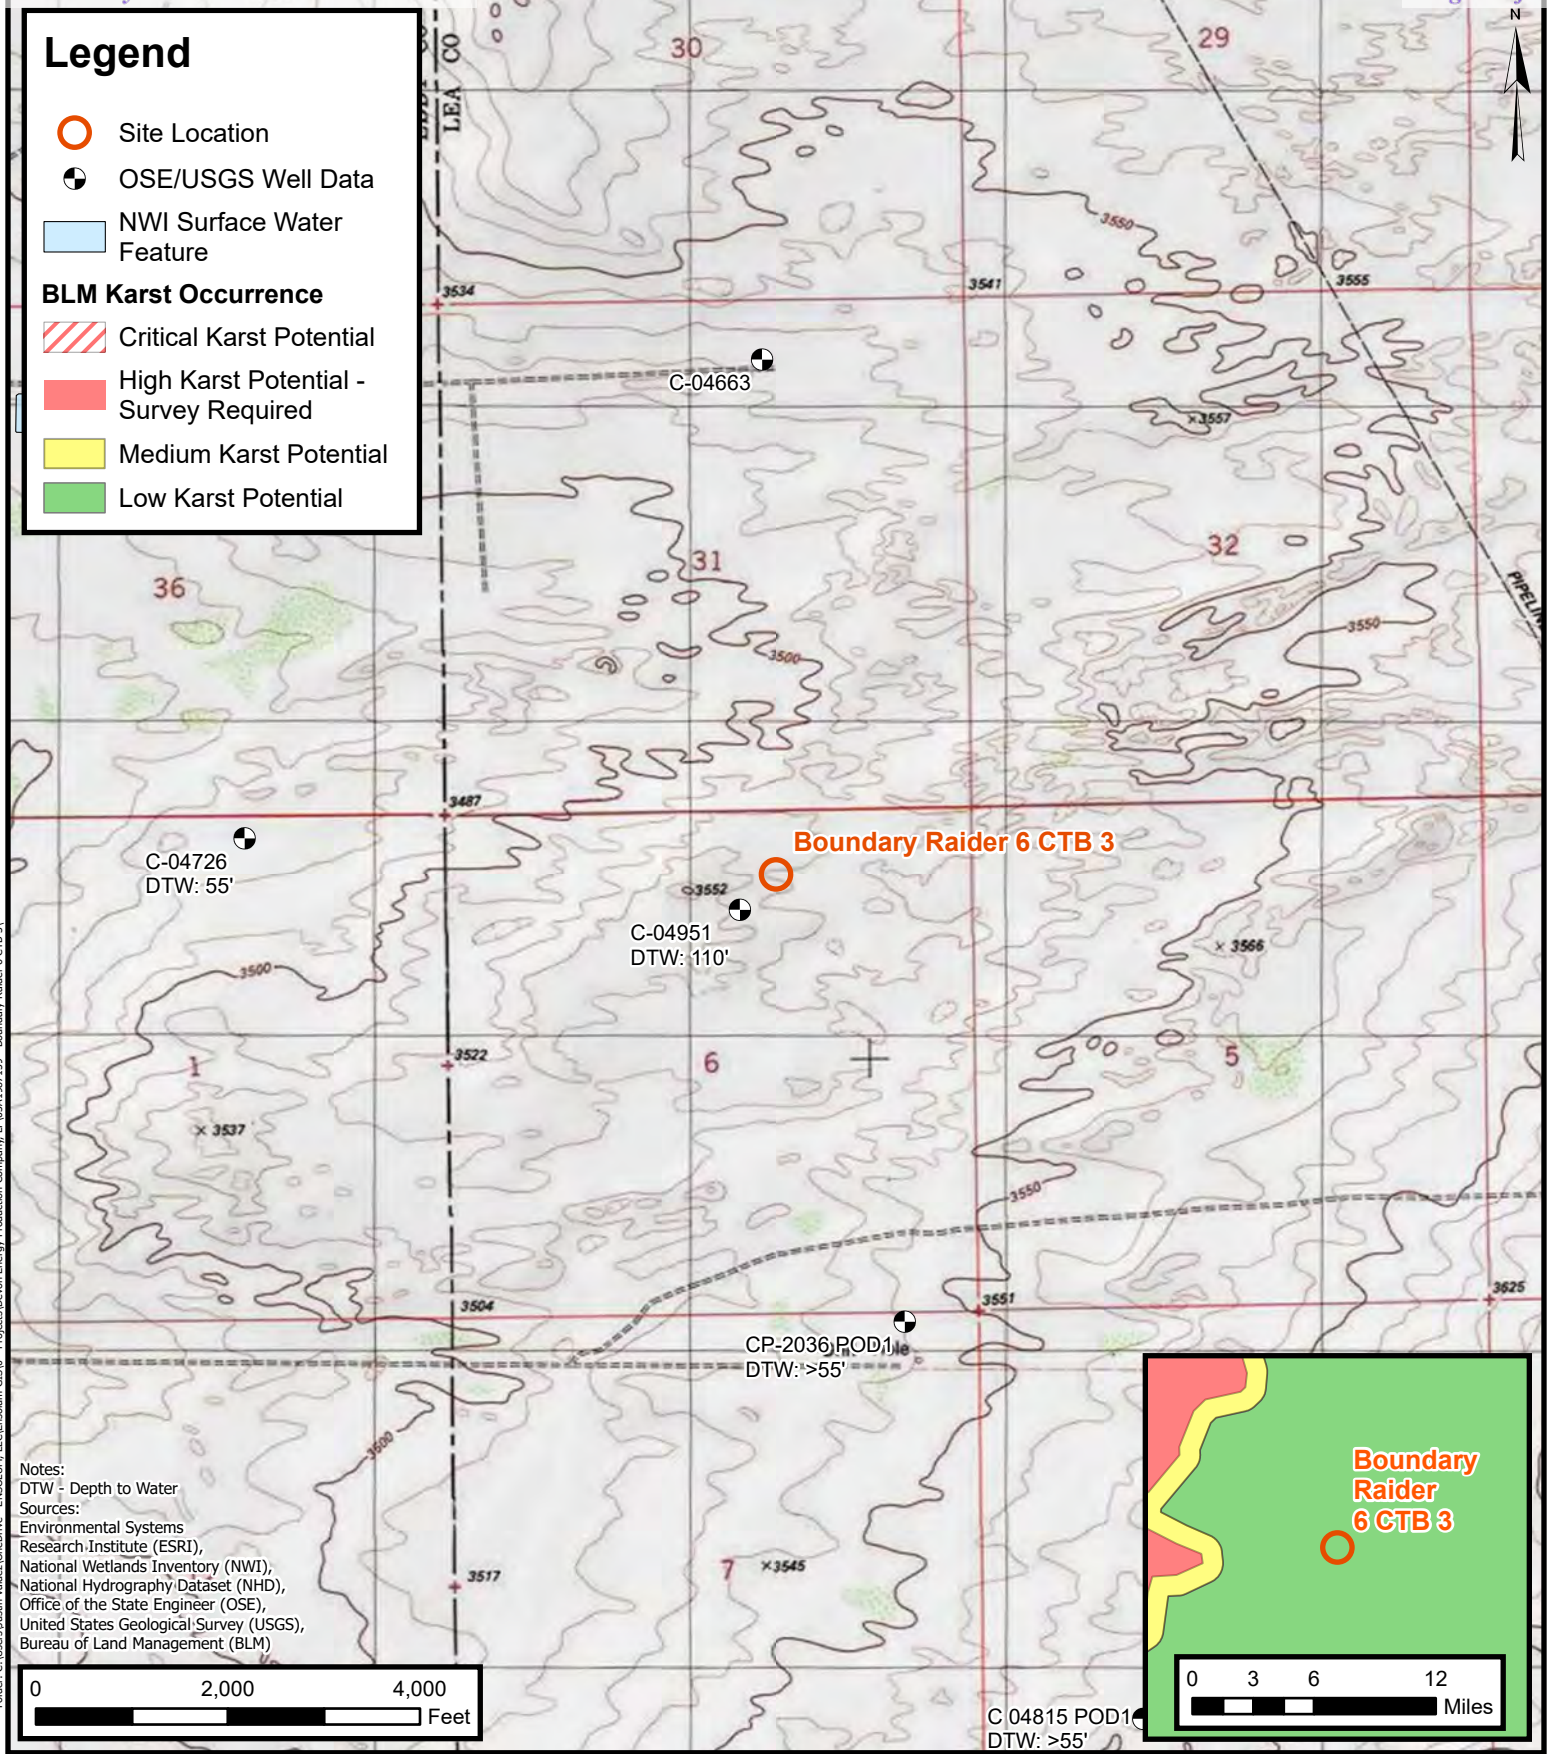 Legend
Site Location
OSE/USGS Well Data
NWI Surface Water
Feature
BLM Karst Occurrence
Critical Karst Potential
High Karst Potential -
Survey Required
Medium Karst Potential
Low Karst Potential
LEA CO
N
30
29
3550
3534
3541
3555
C-04663
3557
31
32
36
3550
3500
3487
C-04726
DTW: 55'
Boundary Raider 6 CTB 3
3552
C-04951
DTW: 110'
3566
3500
1
3522
6
5
3537
3550
3504
3551
3525
CP-2036 POD1
DTW: >55'
3500
7
3545
3517
Notes:
DTW - Depth to Water
Sources:
Environmental Systems
Research Institute (ESRI),
National Wetlands Inventory (NWI),
National Hydrography Dataset (NHD),
Office of the State Engineer (OSE),
United States Geological Survey (USGS),
Bureau of Land Management (BLM)
0 2,000 4,000
Feet
C 04815 POD1
DTW: >55'
Boundary
Raider
6 CTB 3
0 3 6 12
Miles